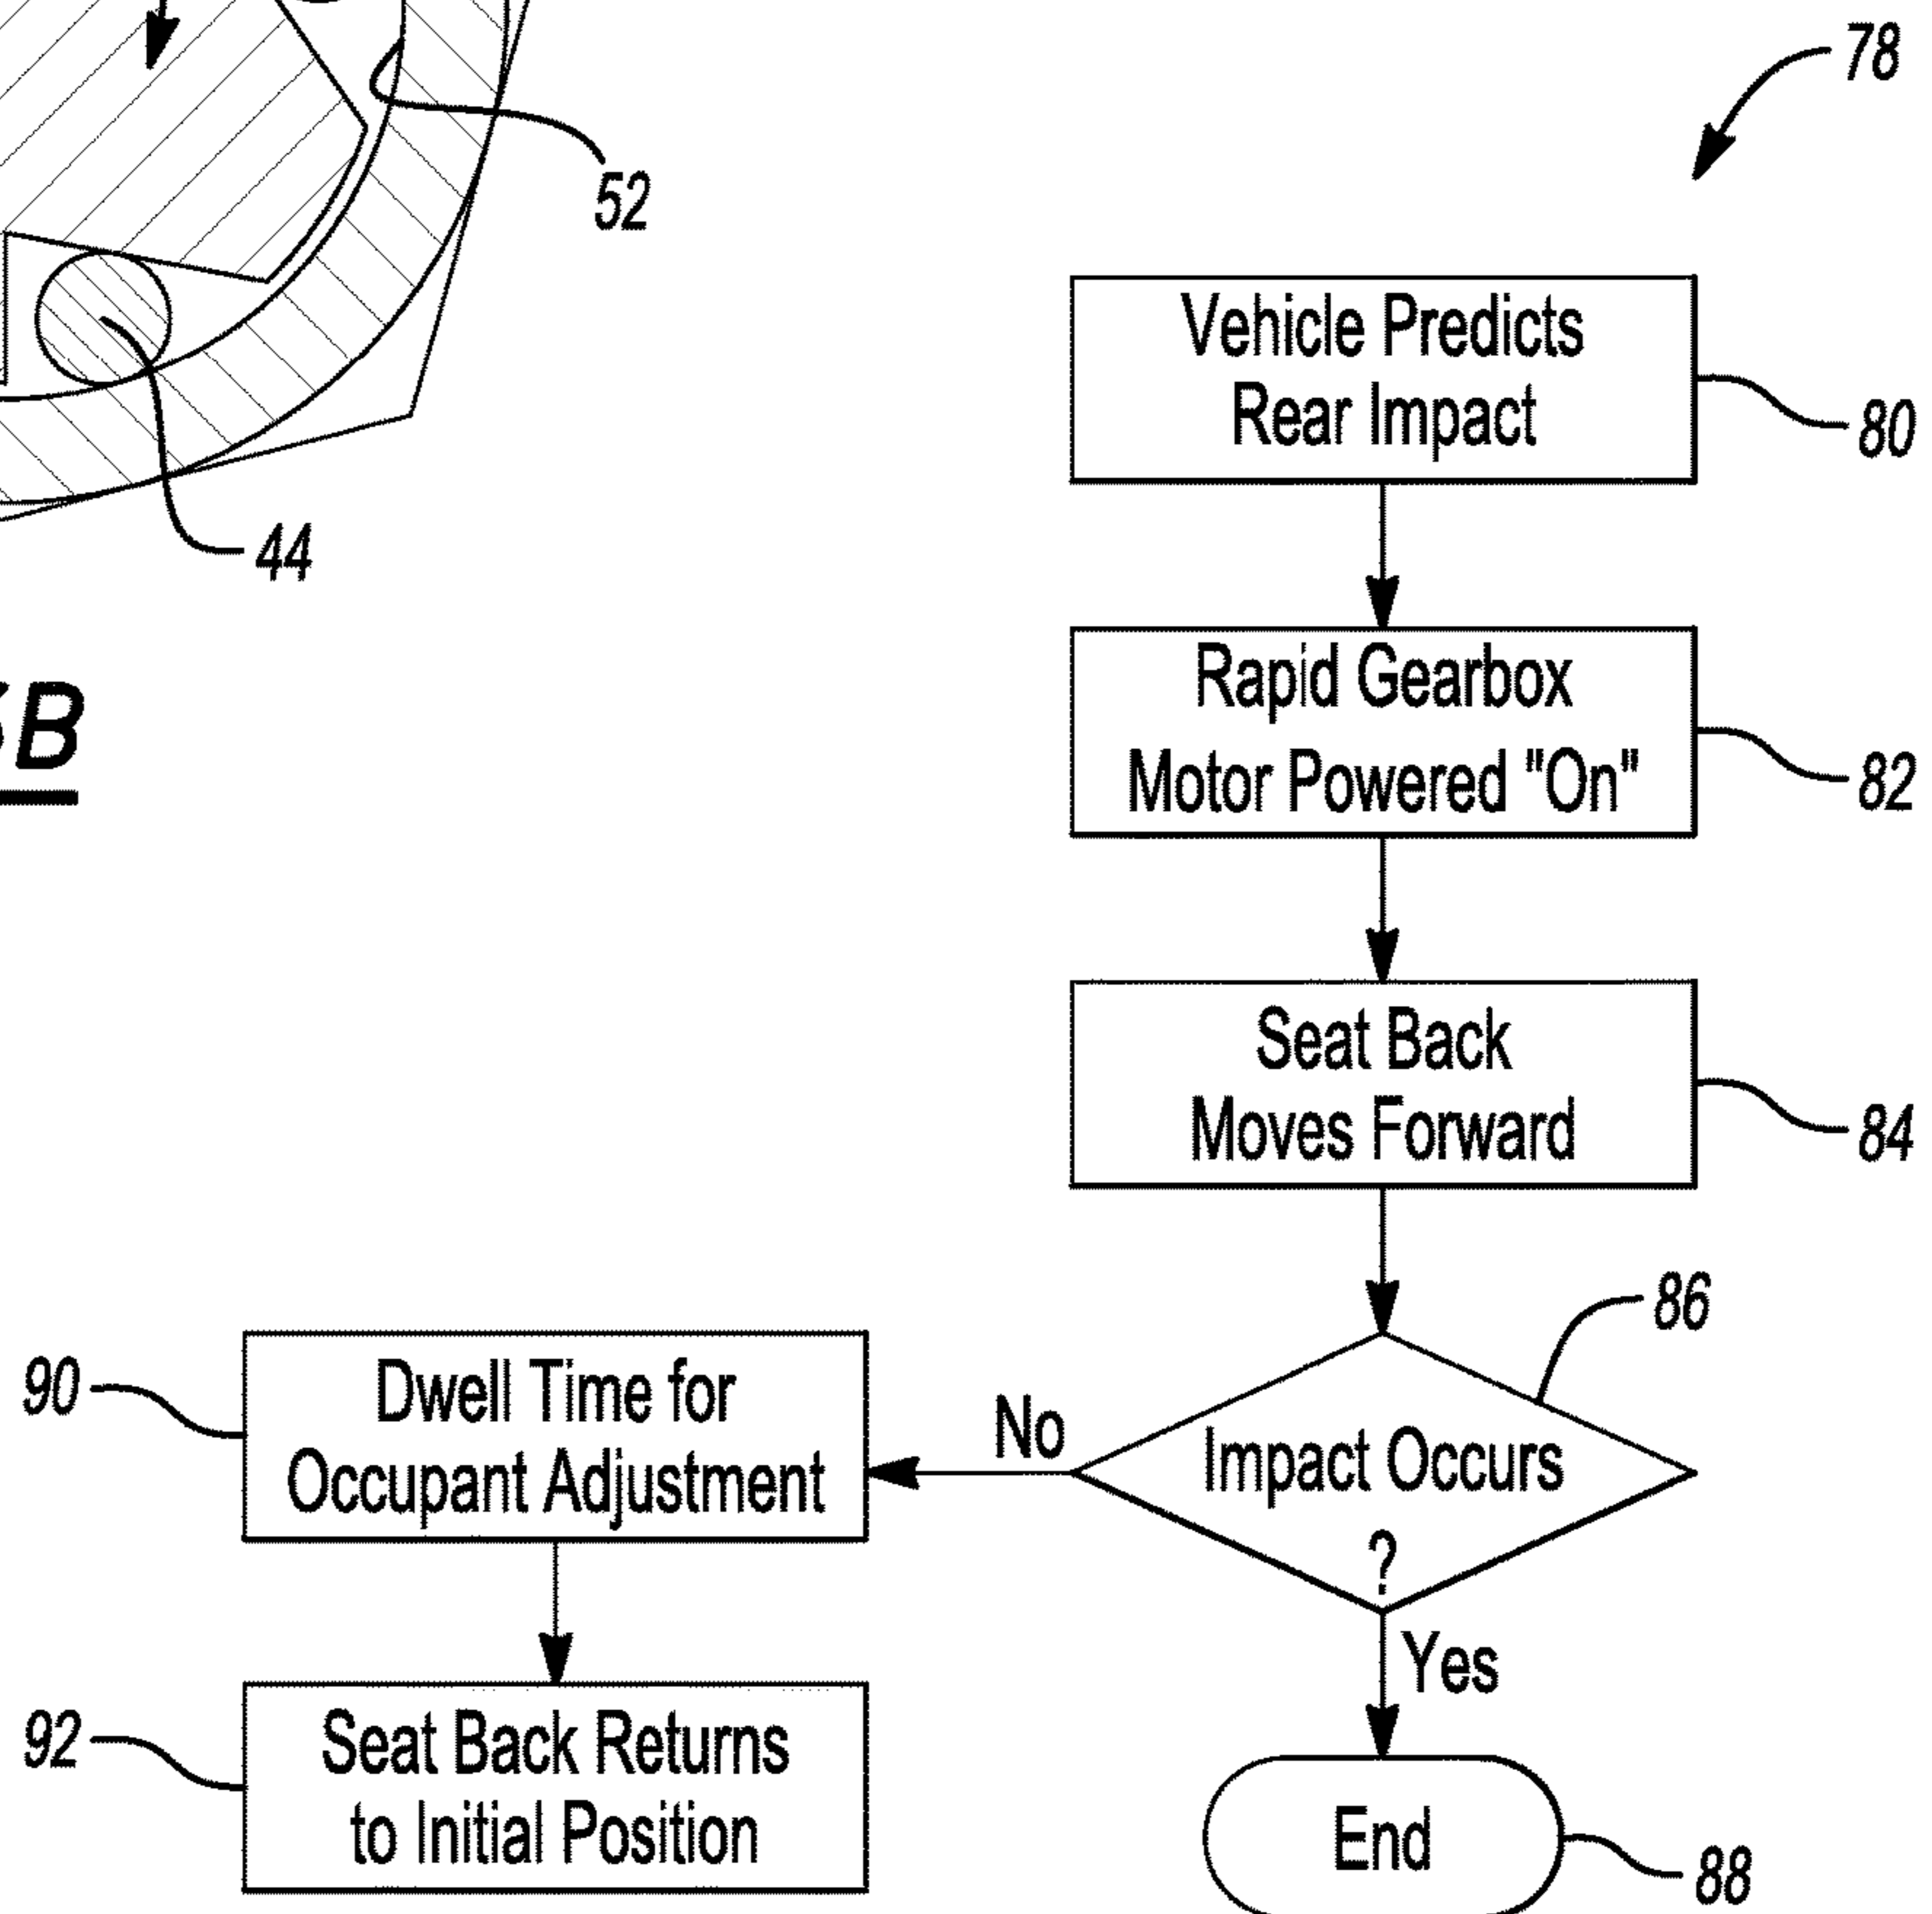 78
52
Vehicle Predicts
Rear Impact
80
44
Rapid Gearbox
Motor Powered "On"
82
B
Seat Back
Moves Forward
84
86
90
Dwell Time for
Occupant Adjustment
No
Impact Occurs
?
Yes
92
Seat Back Returns
to Initial Position
End
88